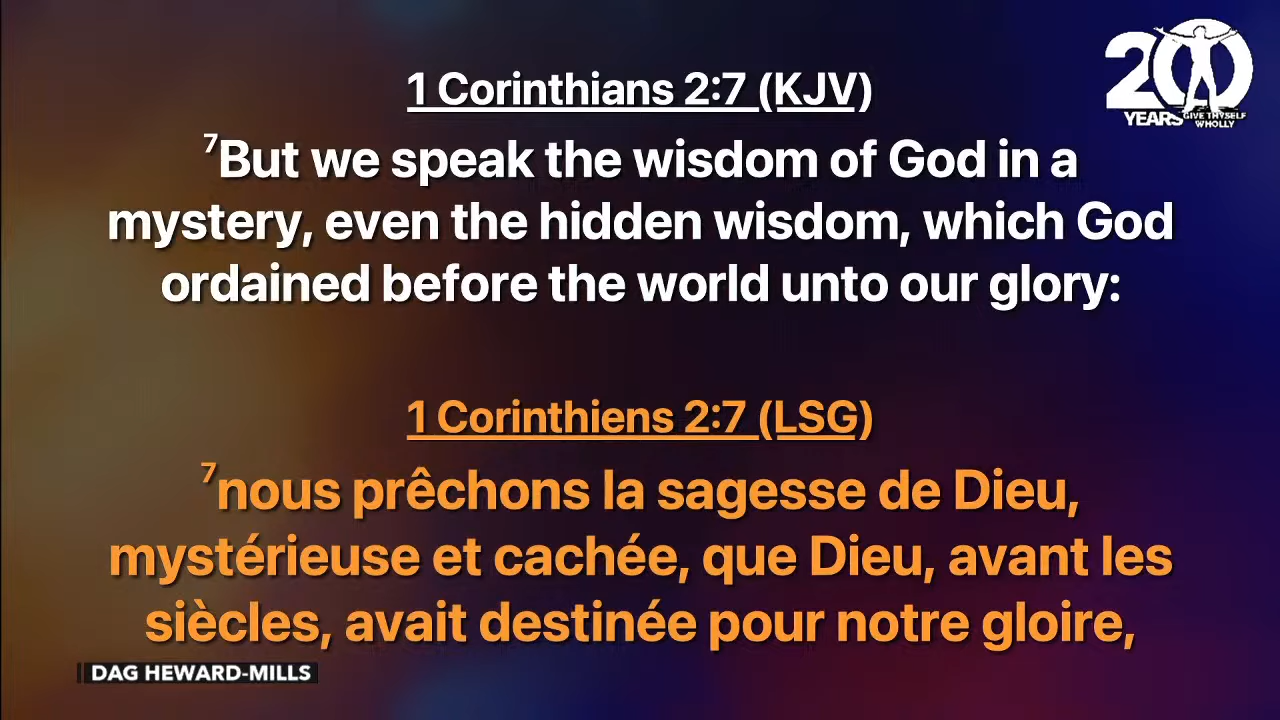 200
YEARS GIVE THYSELF
WHOLLY
1 Corinthians 2:7 (KJV)
7But we speak the wisdom of God in a
mystery, even the hidden wisdom, which God
ordained before the world unto our glory:
1 Corinthiens 2:7 (LSG)
7nous prêchons la sagesse de Dieu,
mystérieuse et cachée, que Dieu, avant les
siècles, avait destinée pour notre gloire,
DAG HEWARD-MILLS